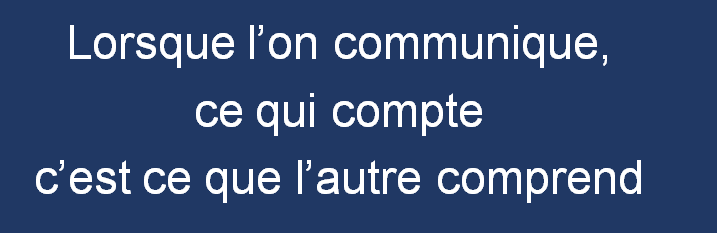 Lorsque l’on communique,
ce qui compte
c’est ce que l’autre comprend